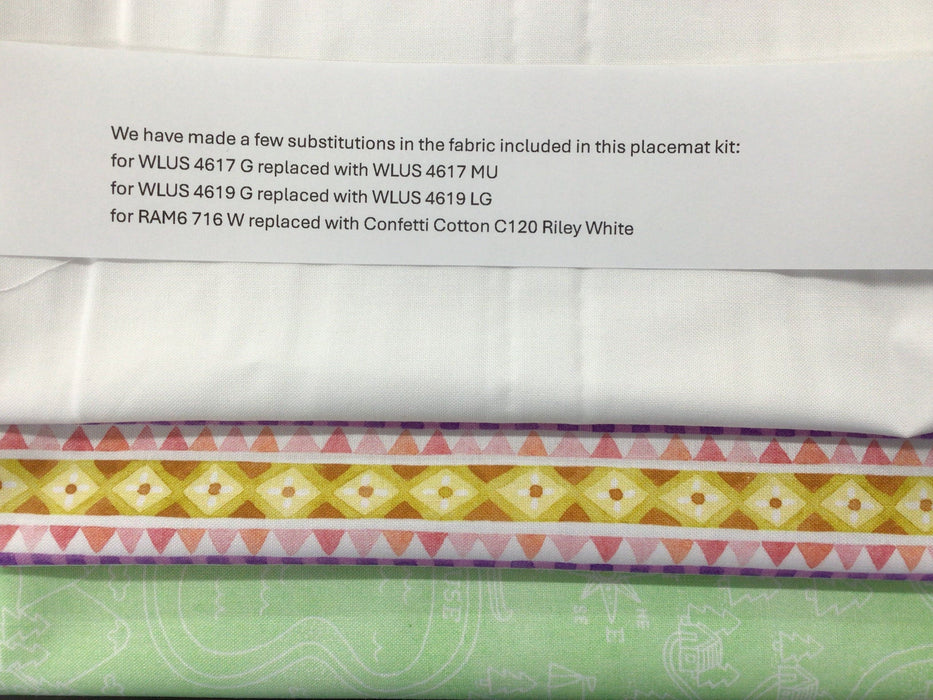 We have made a few substitutions in the fabric included in this placemat kit:
for WLUS 4617 G replaced with WLUS 4617 MU
for WLUS 4619 G replaced with WLUS 4619 LG
for RAM6 716 W replaced with Confetti Cotton C120 Riley White
SE
E
NE